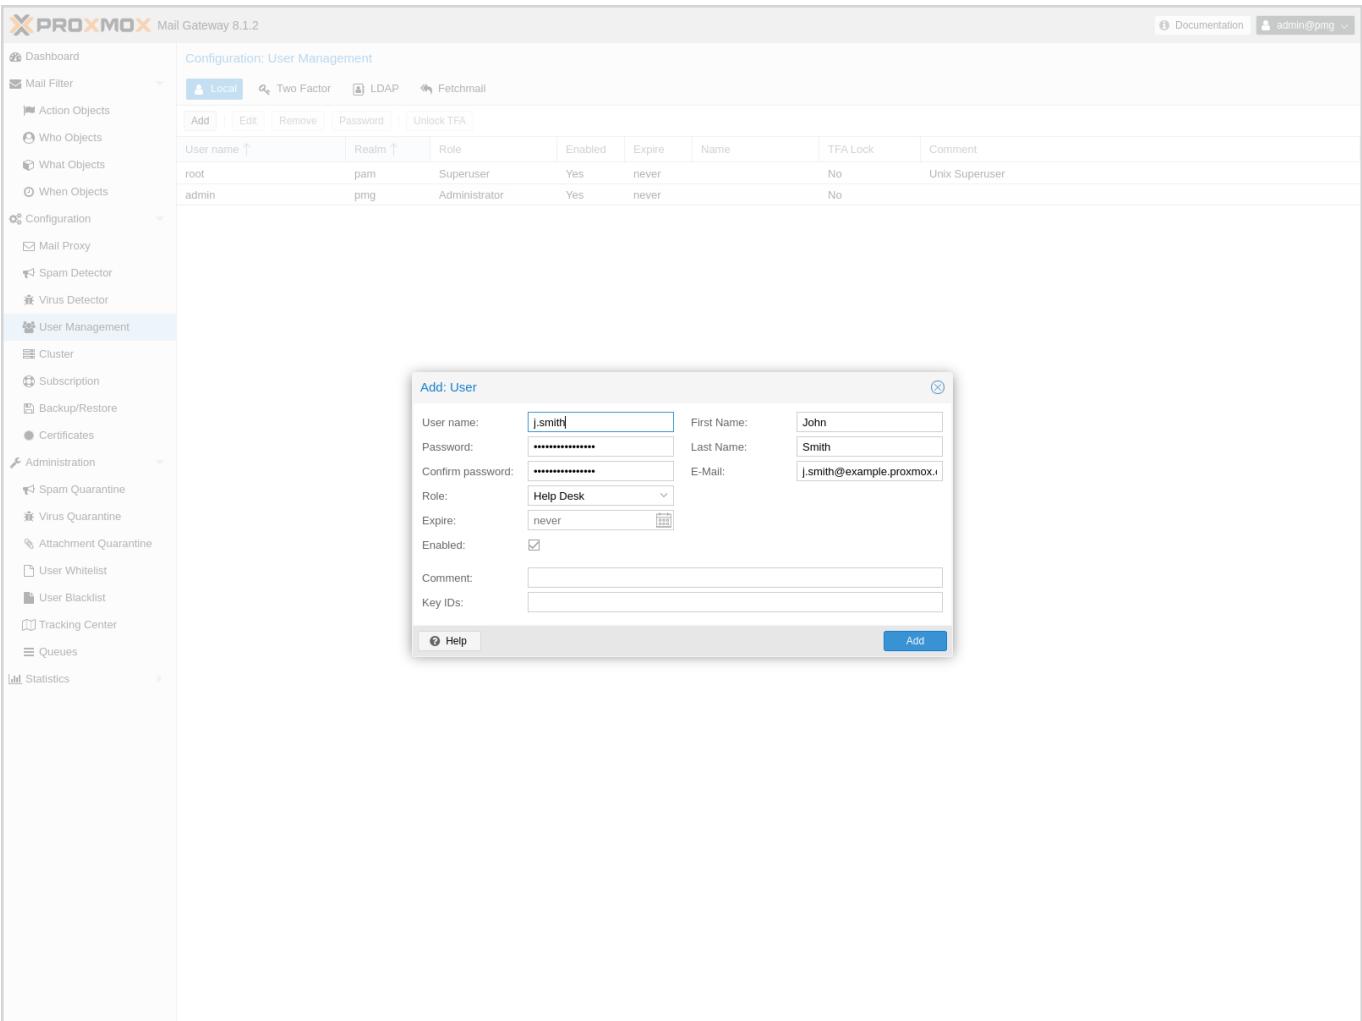 PROXMOX Mail Gateway 8.1.2 Documentation admin@pmg
Dashboard
Mail Filter
Action Objects
Who Objects
What Objects
When Objects
Configuration
Mail Proxy
Spam Detector
Virus Detector
User Management
Cluster
Subscription
Backup/Restore
Certificates
Administration
Spam Quarantine
Virus Quarantine
Attachment Quarantine
User Whitelist
User Blacklist
Tracking Center
Queues
Statistics
Configuration: User Management
Local Two Factor LDAP Fetchmail
Add Edit Remove Password Unlock TFA
User name Realm Role Enabled Expire Name TFA Lock Comment
root pam Superuser Yes never No Unix Superuser
admin pmg Administrator Yes never No
Add: User
User name: j.smith First Name: John
Password: •••••••••••••••• Last Name: Smith
Confirm password: •••••••••••••••• E-Mail: j.smith@example.proxmox.
Role: Help Desk
Expire: never
Enabled:
Comment:
Key IDs:
Help Add